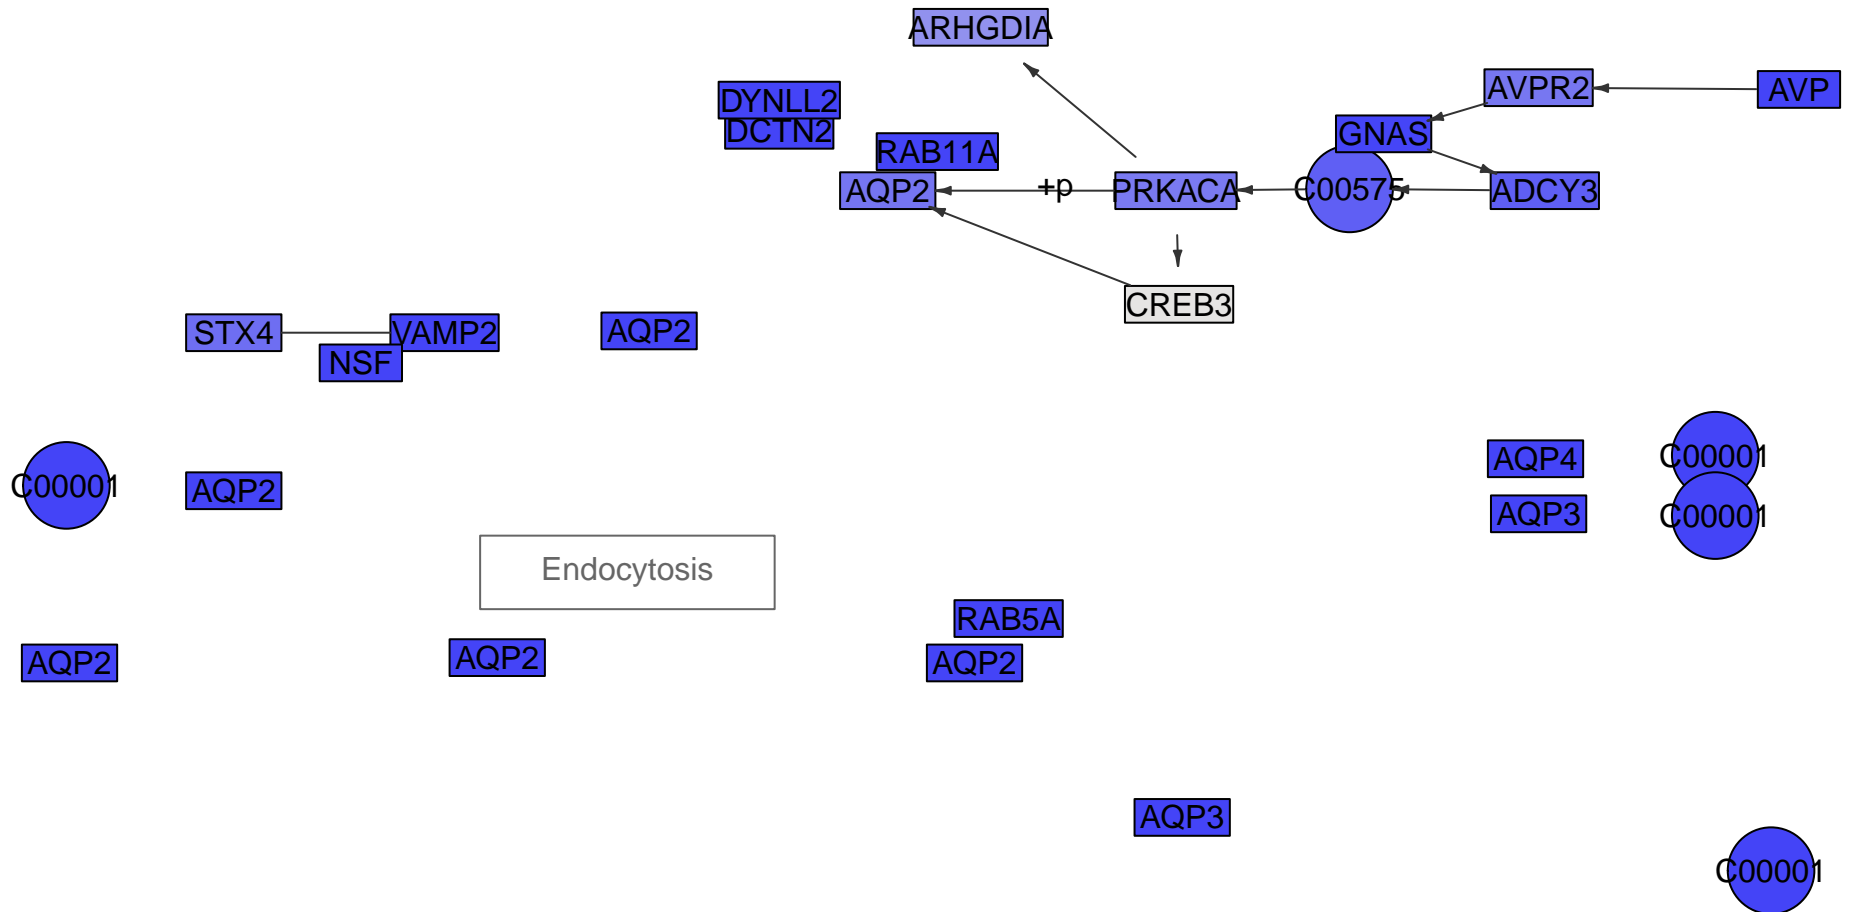 ARHGDIA
DYNLL2
AVPR2
AVP
DCTN2
GNAS
RAB11A
AQP2
+p
PRKACA
C00575
ADCY3
CREB3
STX4
VAMP2
AQP2
NSF
AQP4
C00001
C00001
AQP2
AQP3
C00001
Endocytosis
RAB5A
AQP2
AQP2
AQP2
AQP3
C00001